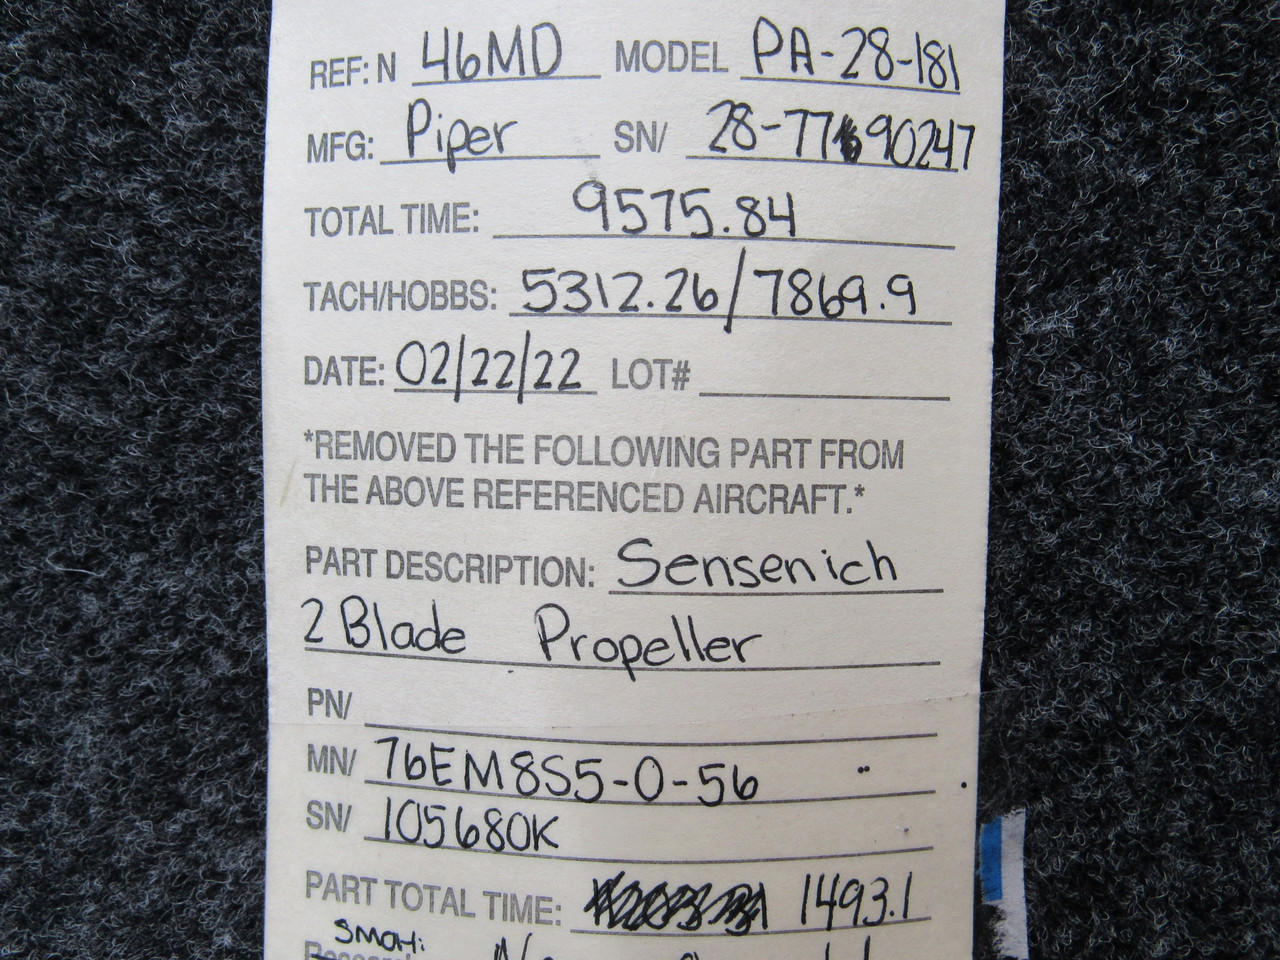 REF: N 46MD MODEL PA-28-181
MFG: Piper SN/ 28-7790247
TOTAL TIME: 9575.84
TACH/HOBBS: 5312.26/7869.9
DATE: 02/22/22 LOT#
*REMOVED THE FOLLOWING PART FROM
THE ABOVE REFERENCED AIRCRAFT.*
PART DESCRIPTION: Sensenich
2 Blade Propeller
PN/
MN/ 76EM8S5-0-56
SN/ 105680K
PART TOTAL TIME: 1493.1
SMOH: